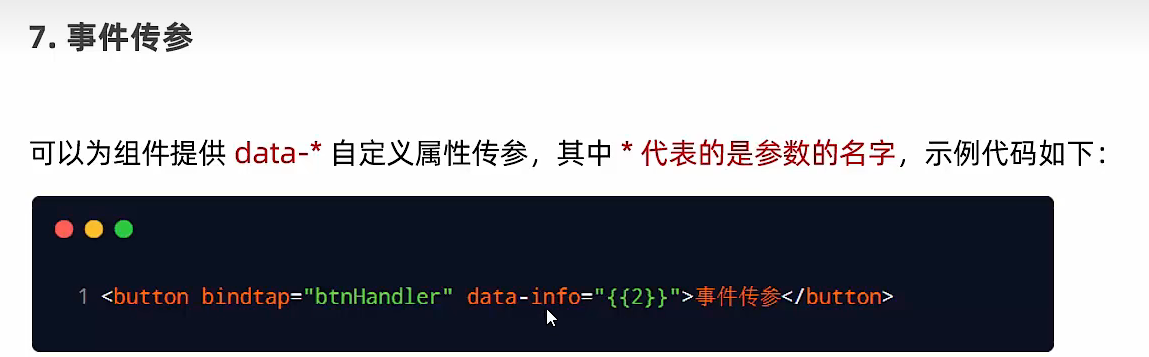 7. 事件传参
可以为组件提供 data-* 自定义属性传参，其中 * 代表的是参数的名字，示例代码如下：
1 <button bindtap="btnHandler" data-info="{{2}}">事件传参</button>